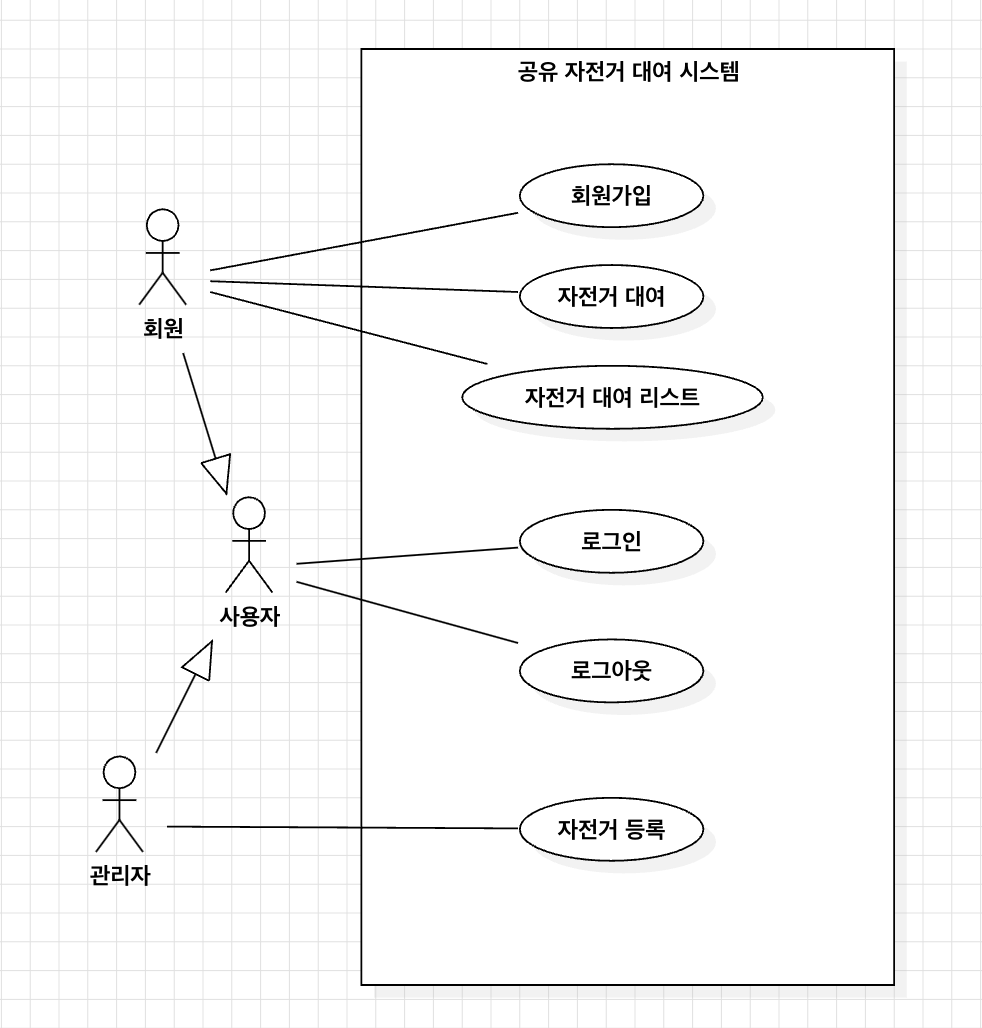 공유 자전거 대여 시스템
회원가입
자전거 대여
회원
자전거 대여 리스트
로그인
사용자
로그아웃
자전거 등록
관리자